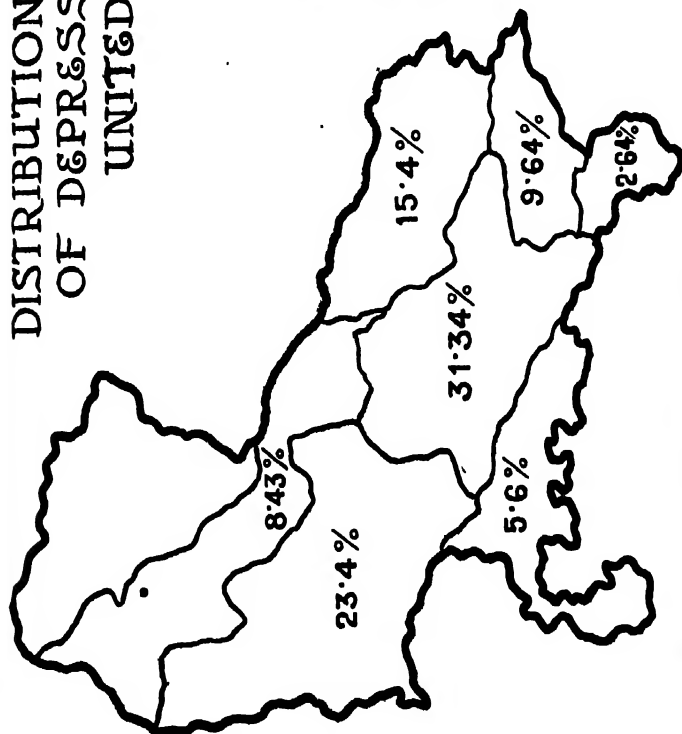 DISTRIBUTION
OF DEPRESS
UNITED
15·4%
9·64%
2·64%
31·34%
8·43%
5·6%
23·4%